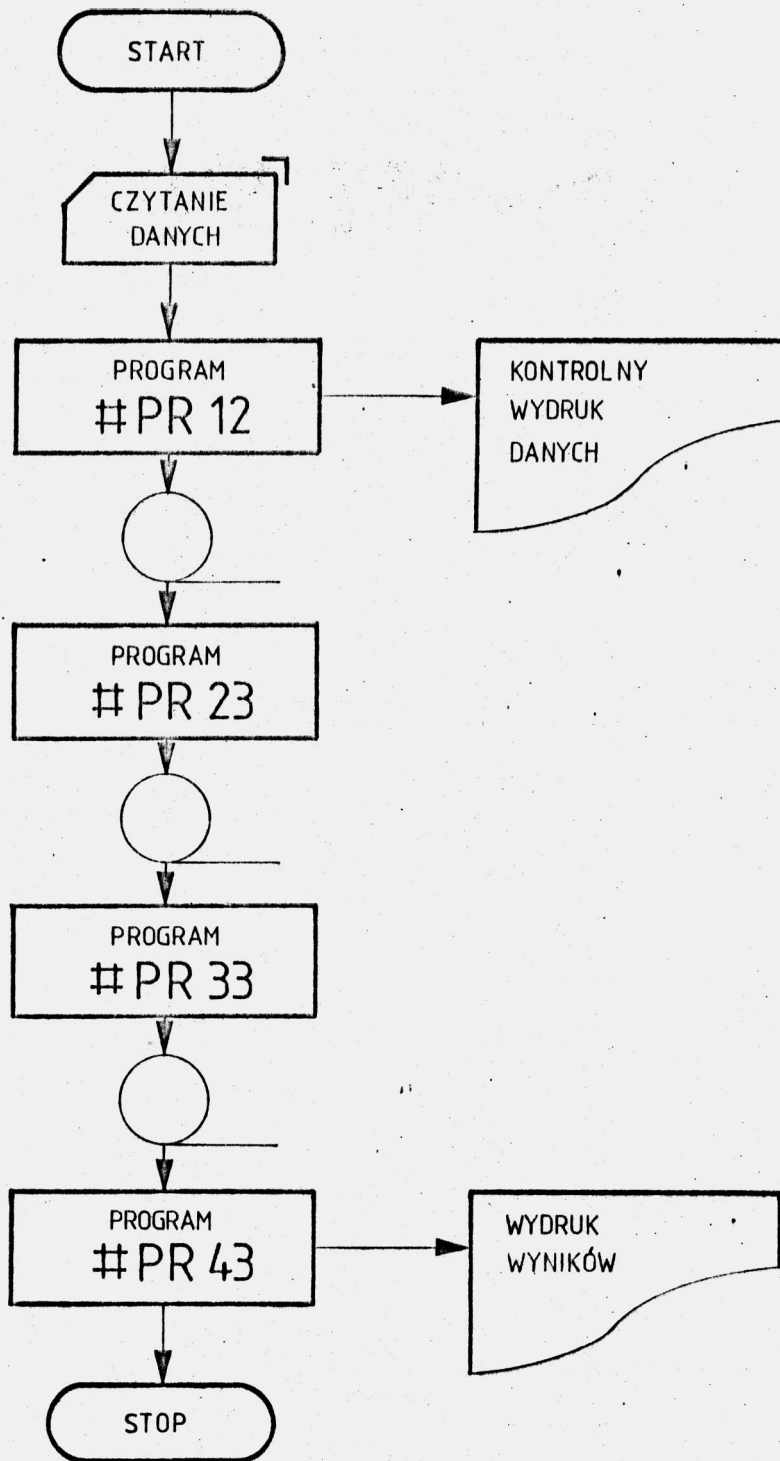 START
CZYTANIE
DANYCH
PROGRAM
#PR 12
KONTROLNY
WYDRUK
DANYCH
PROGRAM
#PR 23
PROGRAM
#PR 33
PROGRAM
#PR 43
WYDRUK
WYNIKÓW
STOP